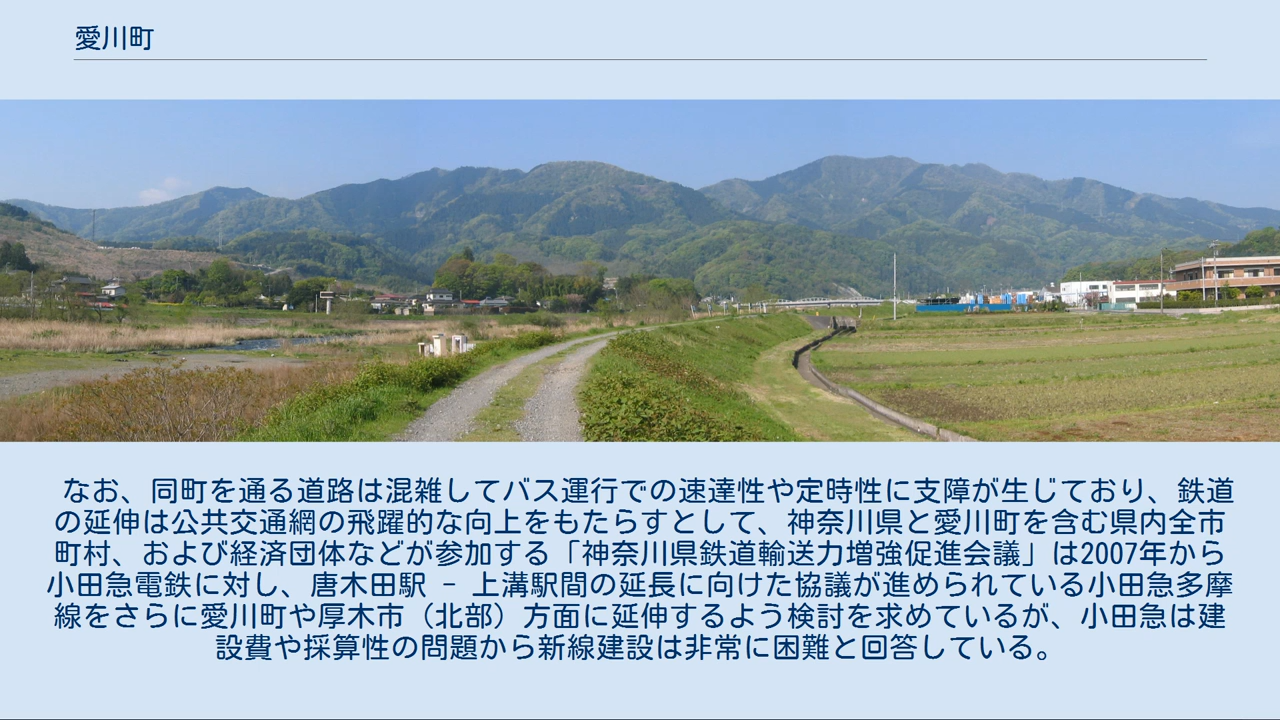 愛川町
なお、同町を通る道路は混雑してバス運行での速達性や定時性に支障が生じており、鉄道
の延伸は公共交通網の飛躍的な向上をもたらすとして、神奈川県と愛川町を含む県内全市
町村、および経済団体などが参加する「神奈川県鉄道輸送力増強促進会議」は2007年から
小田急電鉄に対し、唐木田駅 － 上溝駅間の延長に向けた協議が進められている小田急多摩
線をさらに愛川町や厚木市（北部）方面に延伸するよう検討を求めているが、小田急は建
設費や採算性の問題から新線建設は非常に困難と回答している。